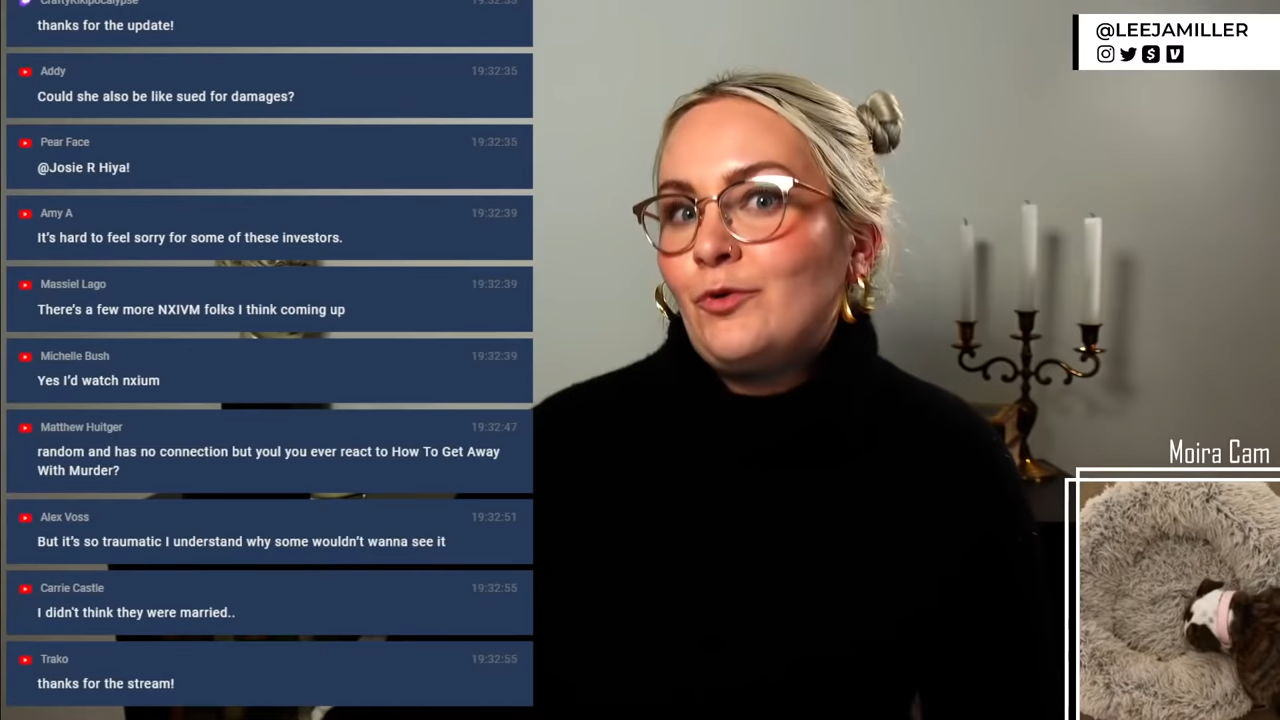 CraftyKikipocalypse 19:32:35
thanks for the update!
Addy 19:32:35
Could she also be like sued for damages?
Pear Face 19:32:35
@Josie R Hiya!
Amy A 19:32:39
It's hard to feel sorry for some of these investors.
Massiel Lago 19:32:39
There's a few more NXIVM folks I think coming up
Michelle Bush 19:32:39
Yes I'd watch nxium
Matthew Huitger 19:32:47
random and has no connection but youl you ever react to How To Get Away
With Murder?
Alex Voss 19:32:51
But it's so traumatic I understand why some wouldn't wanna see it
Carrie Castle 19:32:55
I didn't think they were married..
Trako 19:32:55
thanks for the stream!
@LEEJAMILLER
Moira Cam